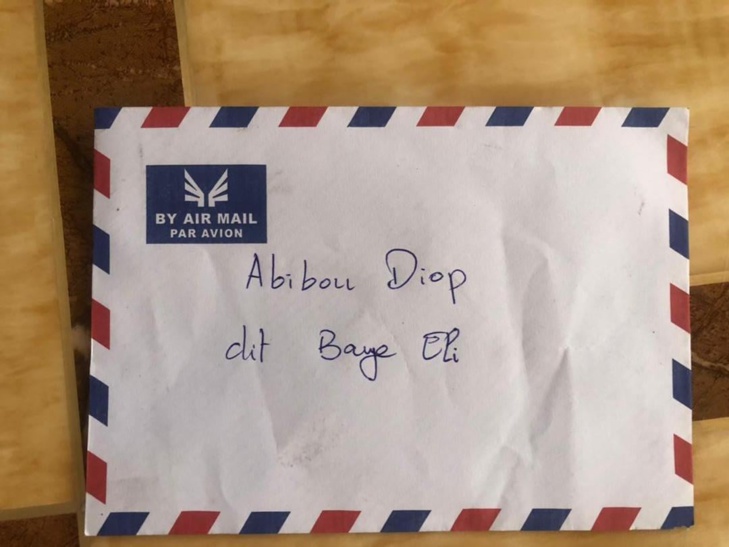 BY AIR MAIL
PAR AVION
Abibou Diop
dit Baye Eli